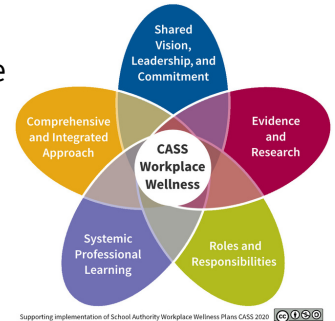 e
Shared
Vision,
Leadership, and
Commitment
Comprehensive
and Integrated
Approach
Evidence
and
Research
CASS
Workplace
Wellness
Systemic
Professional
Learning
Roles and
Responsibilities
Supporting implementation of School Authority Workplace Wellness Plans CASS 2020